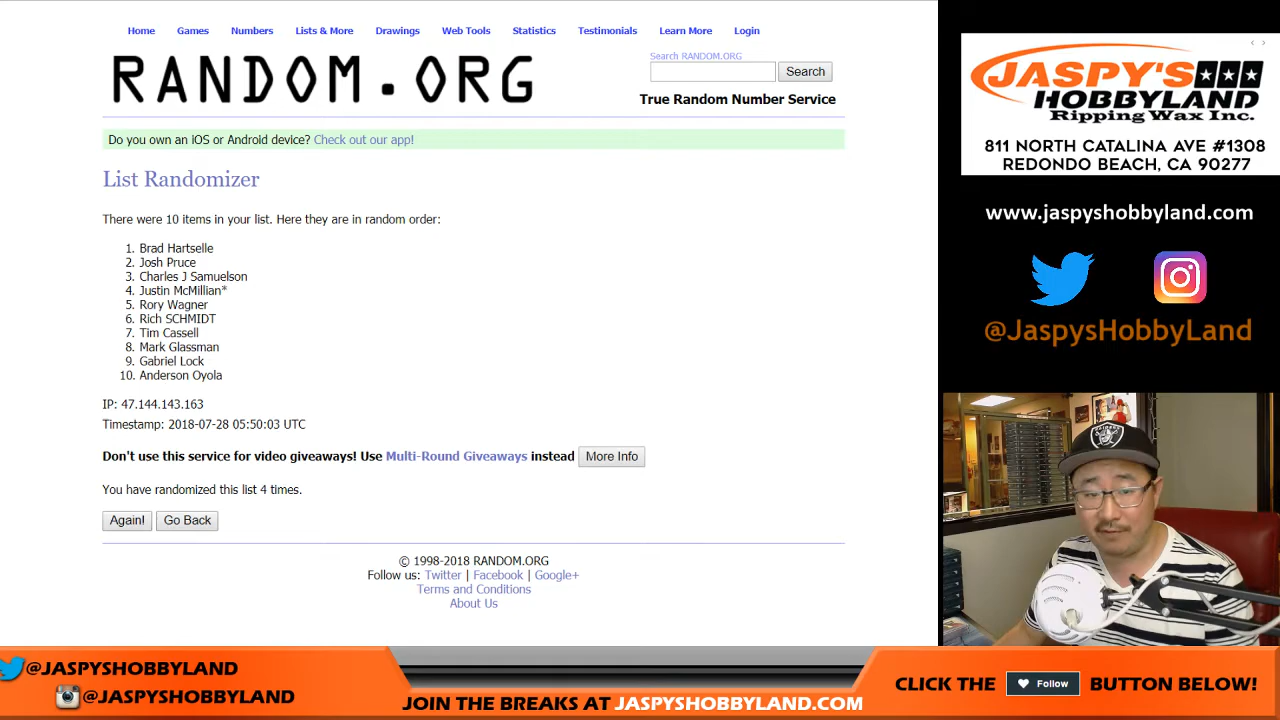 Home Games Numbers Lists & More Drawings Web Tools Statistics Testimonials Learn More Login
RANDOM.ORG
Search RANDOM.ORG
Search
True Random Number Service
Do you own an iOS or Android device? Check out our app!
List Randomizer
There were 10 items in your list. Here they are in random order:
1. Brad Hartselle
2. Josh Pruce
3. Charles J Samuelson
4. Justin McMillian*
5. Rory Wagner
6. Rich SCHMIDT
7. Tim Cassell
8. Mark Glassman
9. Gabriel Lock
10. Anderson Oyola
IP: 47.144.143.163
Timestamp: 2018-07-28 05:50:03 UTC
Don't use this service for video giveaways! Use Multi-Round Giveaways instead More Info
You have randomized this list 4 times.
Again! Go Back
© 1998-2018 RANDOM.ORG
Follow us: Twitter | Facebook | Google+
Terms and Conditions
About Us
JASPY'S
HOBBYLAND
Ripping Wax Inc.
811 NORTH CATALINA AVE #1308
REDONDO BEACH, CA 90277
www.jaspyshobbyland.com
@JaspysHobbyLand
RAIDERS
@JASPYSHOBBYLAND
@JASPYSHOBBYLAND
JOIN THE BREAKS AT JASPYSHOBBYLAND.COM
CLICK THE Follow BUTTON BELOW!